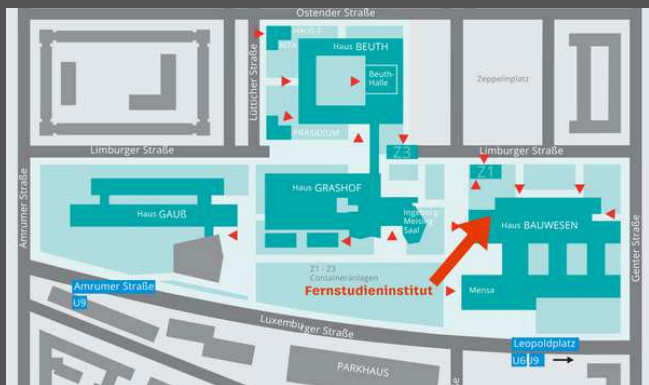 Ostender Straße
HAUS F
KITA
Haus BEUTH
Beuth-
Halle
Lütticher Straße
Zeppelinplatz
PRÄSIDIUM
Limburger Straße
Z3
Limburger Straße
Z1
Haus GRASHOF
Haus GAUß
Ingeborg-
Meising-
Saal
Haus BAUWESEN
Amrumer Straße
Genter Straße
Z1 - Z3
Containeranlagen
Fernstudieninstitut
Mensa
Amrumer Straße
U9
Luxemburger Straße
Leopoldplatz
U6 U9
PARKHAUS